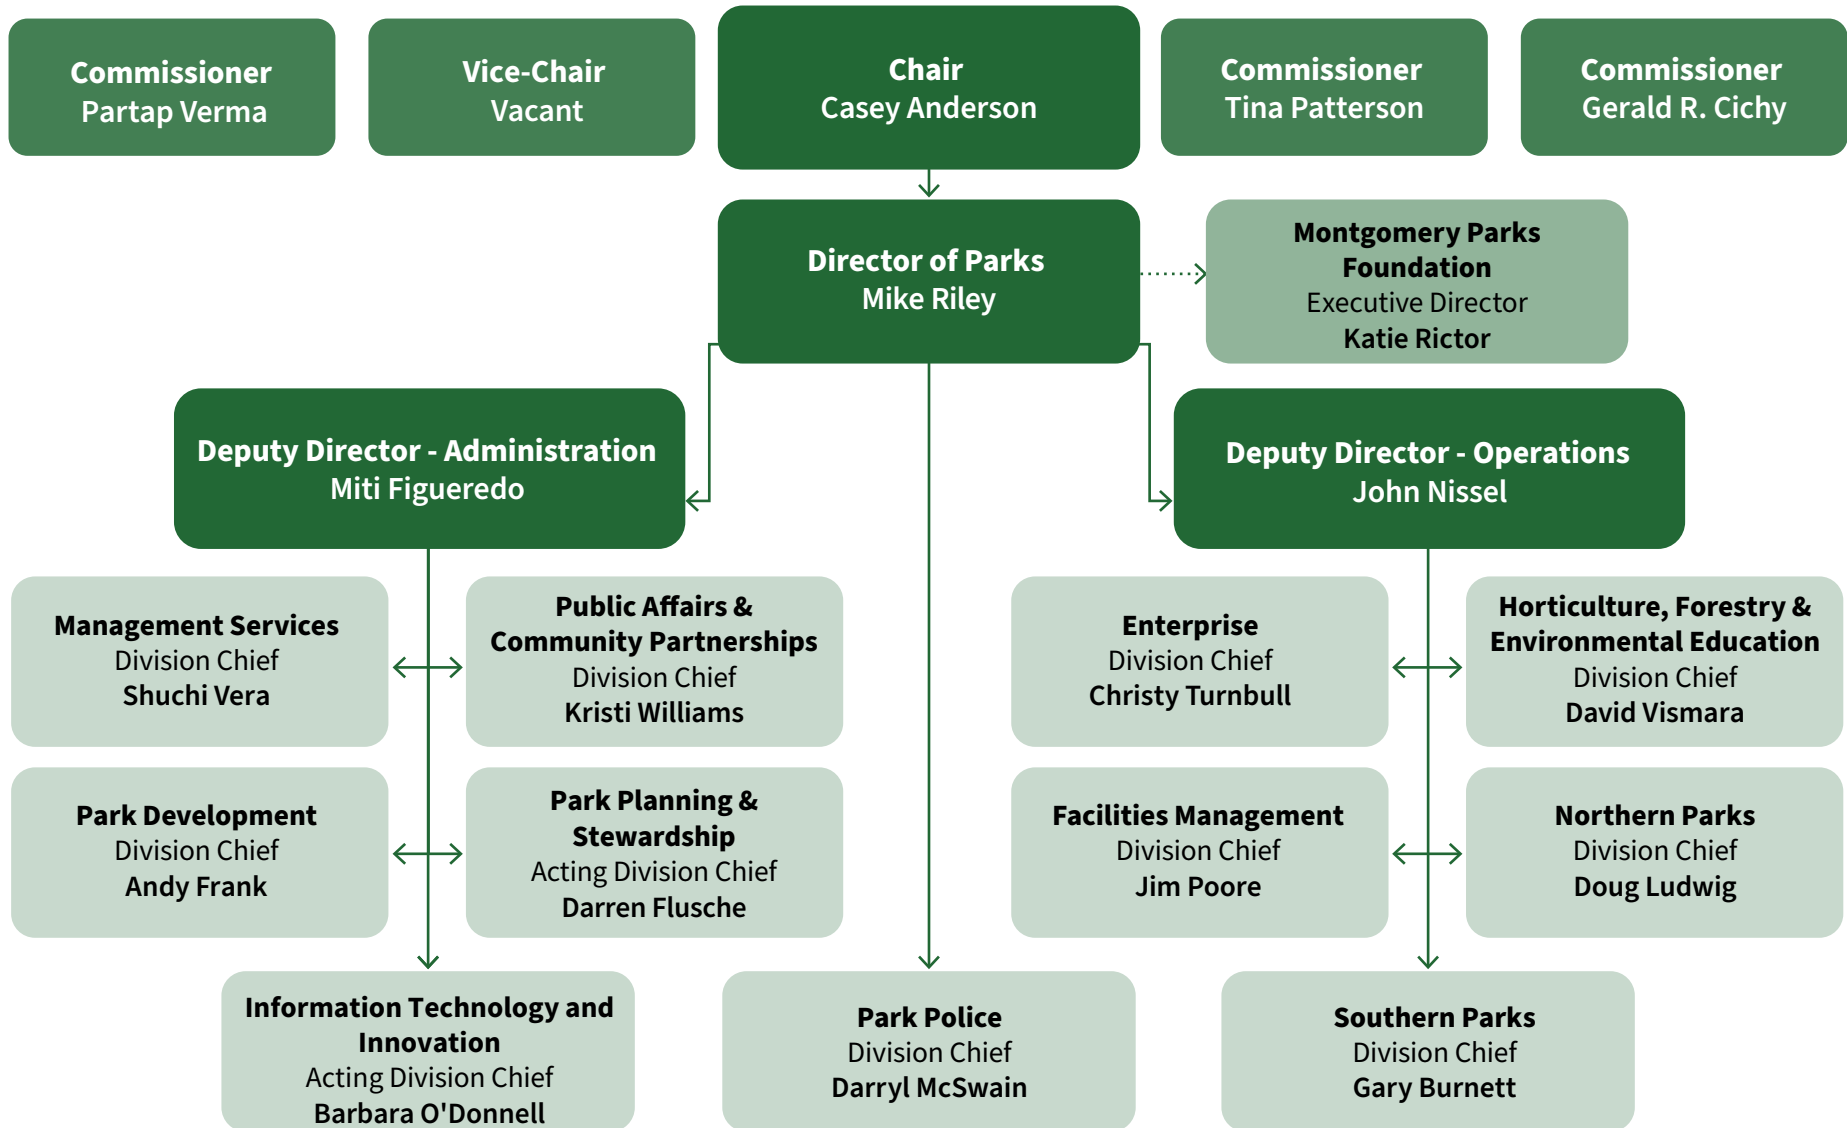 Commissioner
Partap Verma
Vice-Chair
Vacant
Chair
Casey Anderson
Commissioner
Tina Patterson
Commissioner
Gerald R. Cichy
Director of Parks
Mike Riley
Montgomery Parks
Foundation
Executive Director
Katie Rictor
Deputy Director - Administration
Miti Figueredo
Deputy Director - Operations
John Nissel
Management Services
Division Chief
Shuchi Vera
Public Affairs &
Community Partnerships
Division Chief
Kristi Williams
Enterprise
Division Chief
Christy Turnbull
Horticulture, Forestry &
Environmental Education
Division Chief
David Vismara
Park Development
Division Chief
Andy Frank
Park Planning &
Stewardship
Acting Division Chief
Darren Flusche
Facilities Management
Division Chief
Jim Poore
Northern Parks
Division Chief
Doug Ludwig
Information Technology and
Innovation
Acting Division Chief
Barbara O'Donnell
Park Police
Division Chief
Darryl McSwain
Southern Parks
Division Chief
Gary Burnett